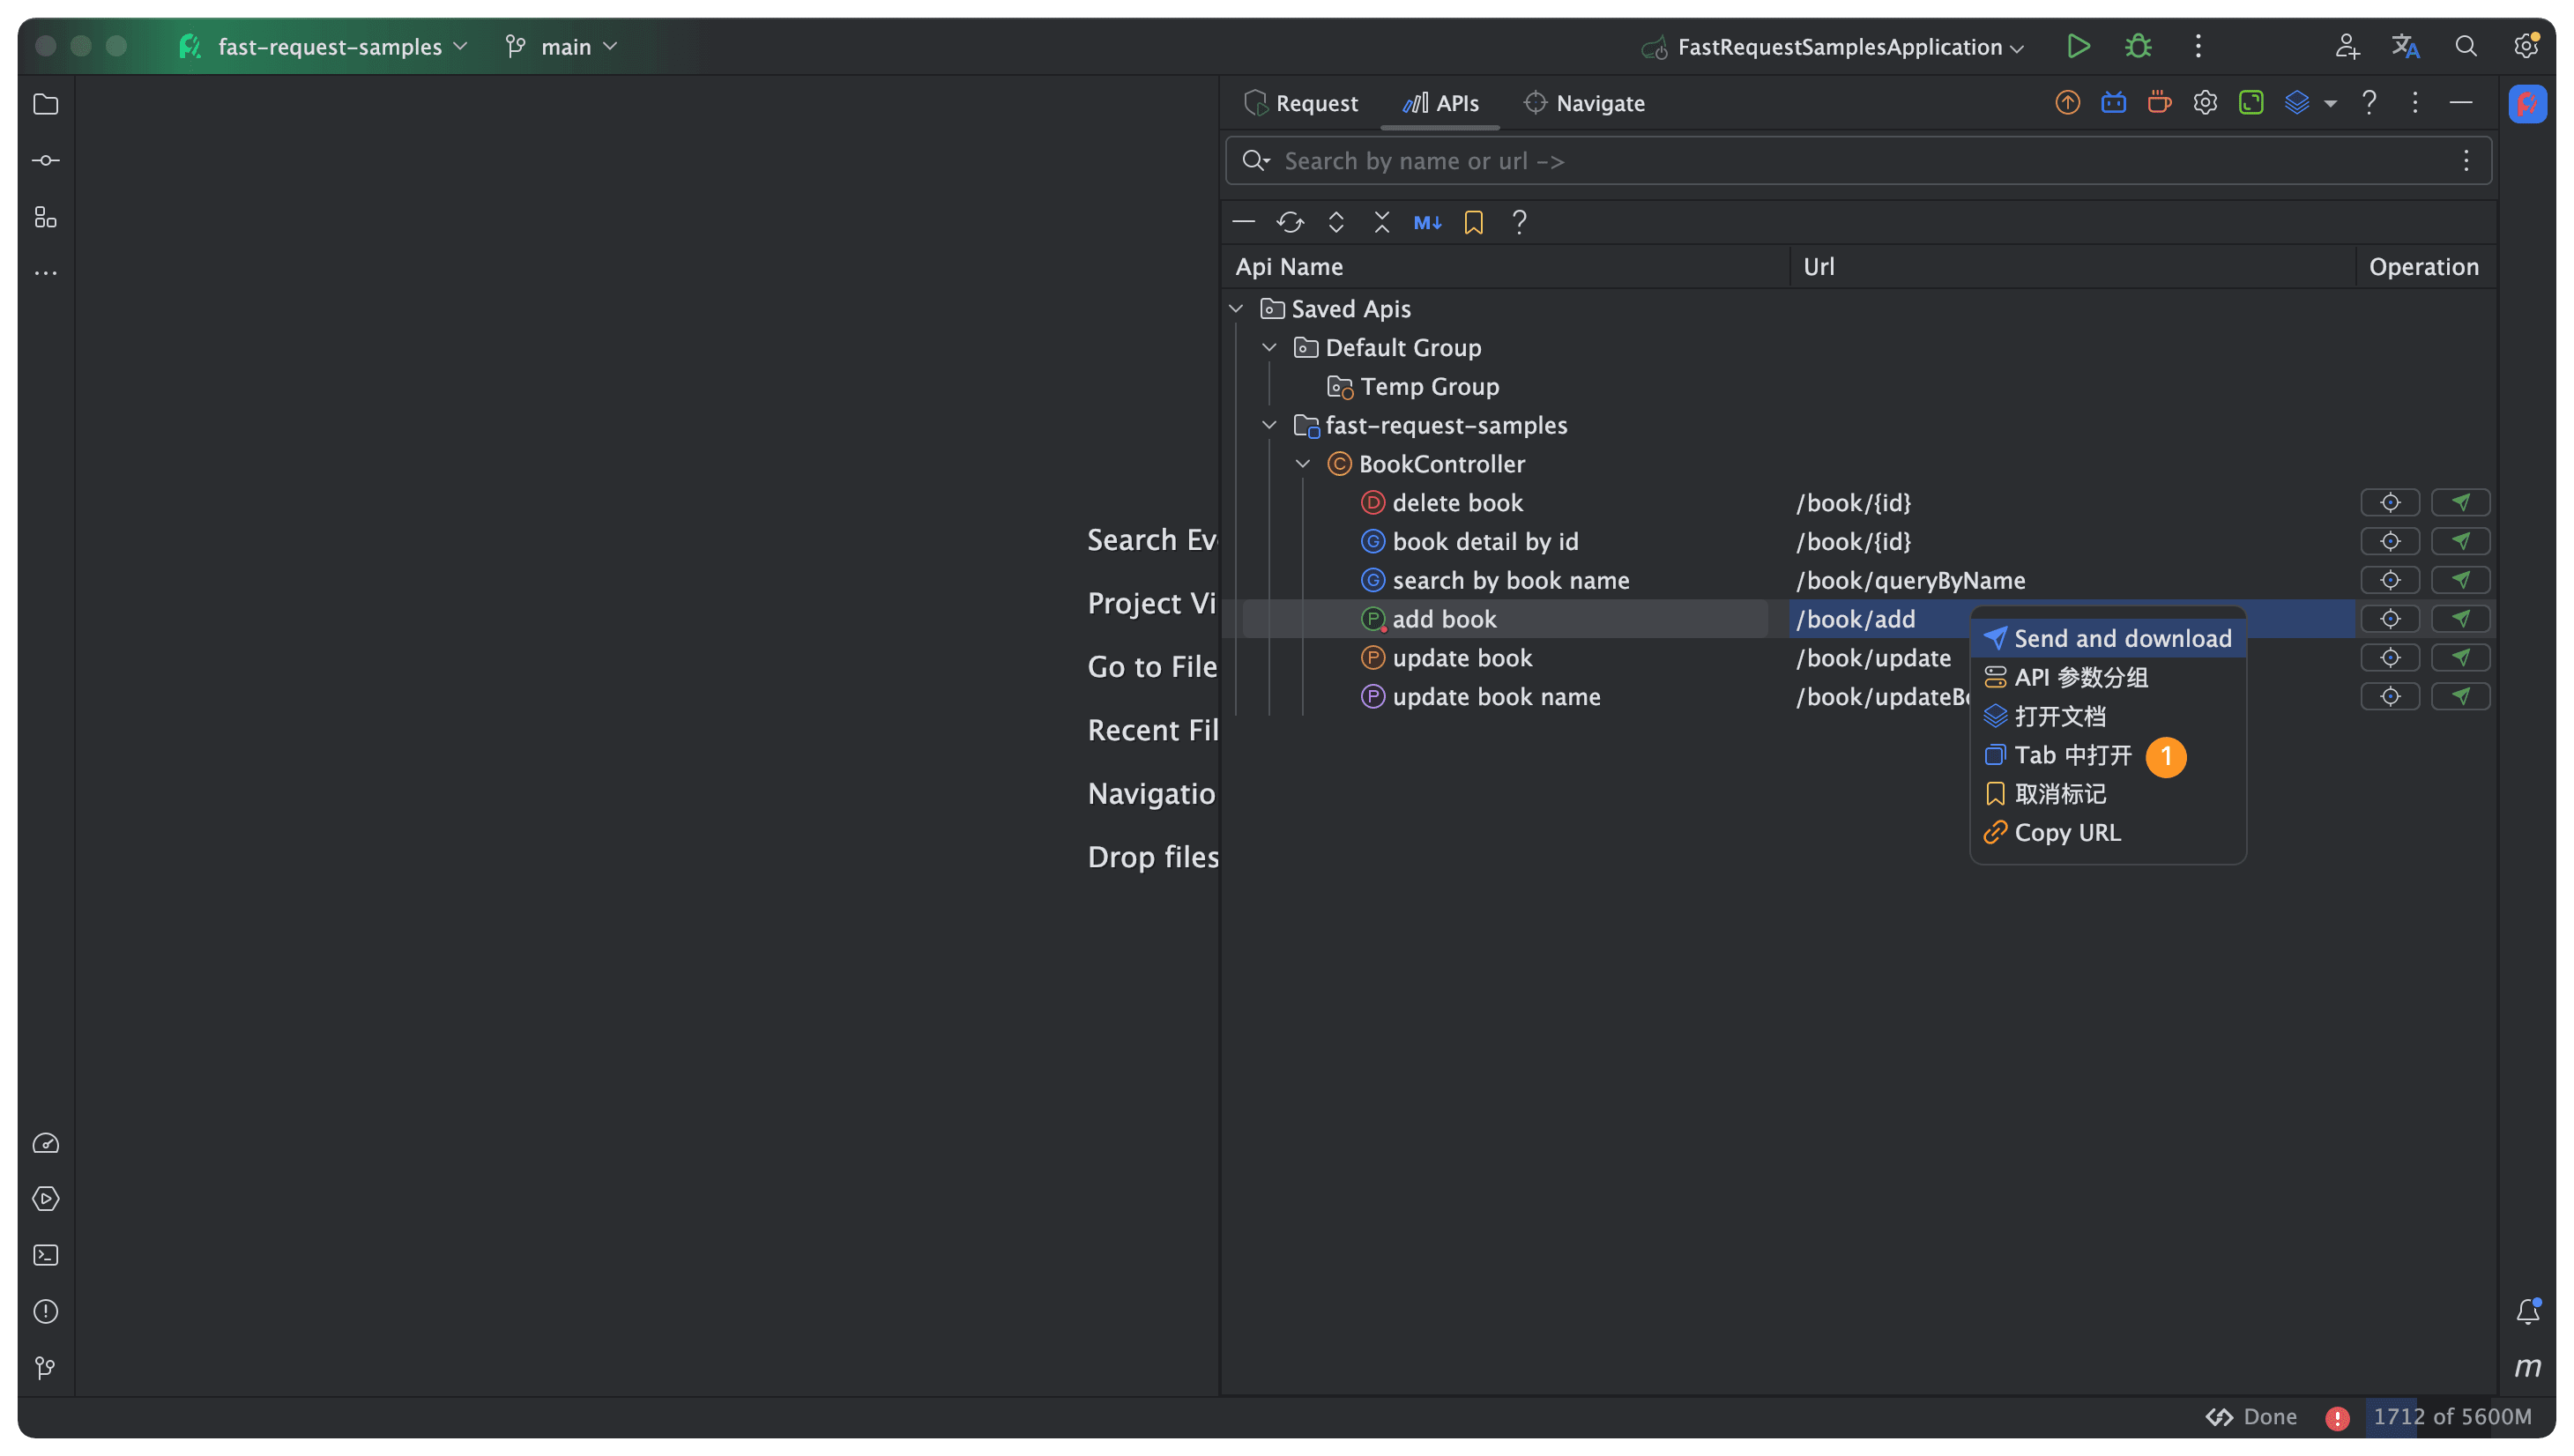 fast-request-samples main FastRequestSamplesApplication
Request APIs Navigate
Search by name or url ->
M↓ ?
Api Name Url Operation
Saved Apis
Default Group
Temp Group
fast-request-samples
C BookController
D delete book /book/{id}
G book detail by id /book/{id}
G search by book name /book/queryByName
P add book /book/add
P update book /book/update
P update book name /book/updateB
Send and download
API 参数分组
打开文档
Tab 中打开 1
取消标记
Copy URL
Search Ev
Project Vi
Go to File
Recent Fil
Navigatio
Drop files
m
Done 1712 of 5600M